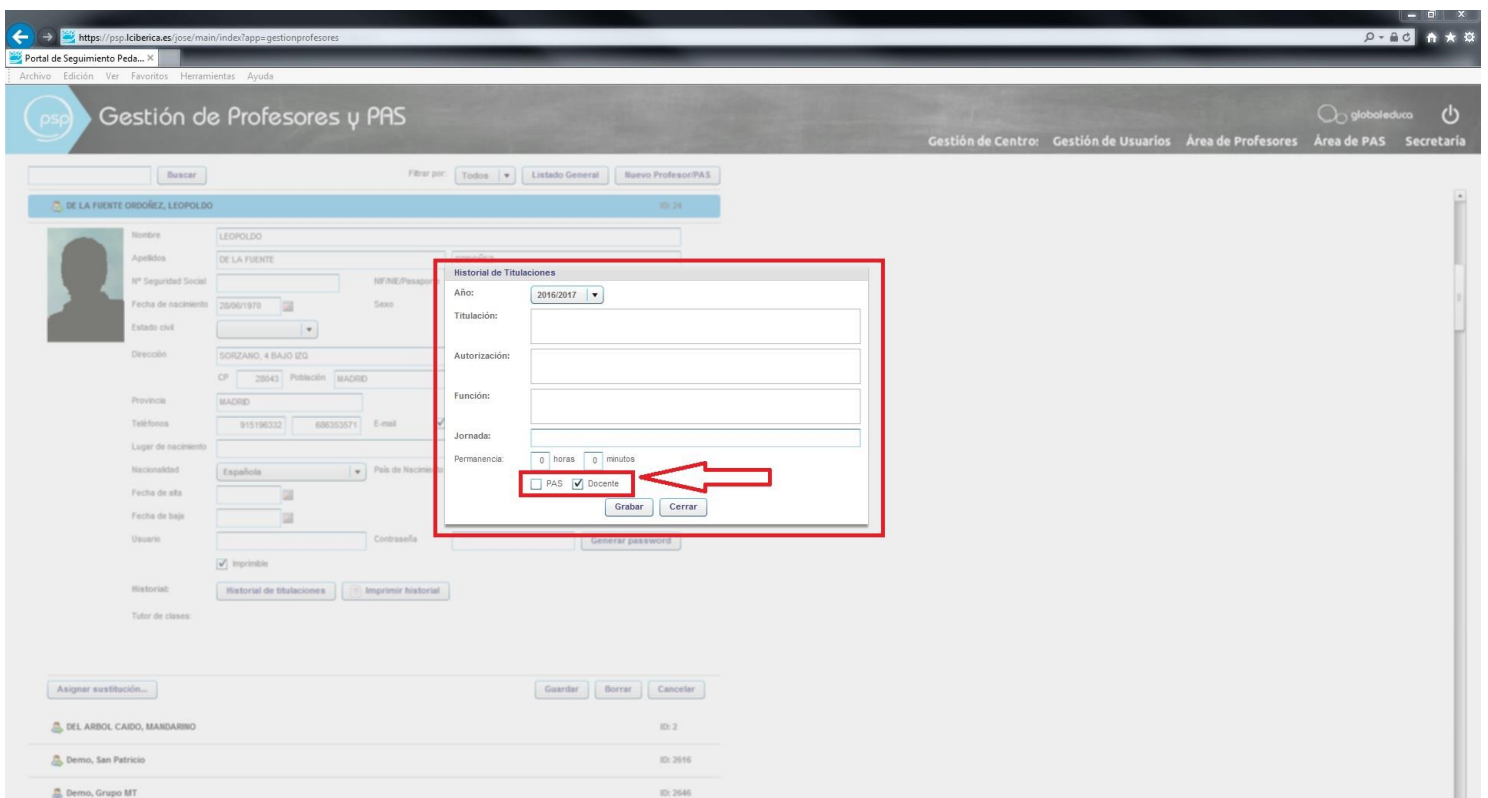 https://psp.lciberica.es/jose/main/index?app=gestionprofesores
Portal de Seguimiento Peda...
Archivo Edición Ver Favoritos Herramientas Ayuda
psp Gestión de Profesores y PAS
globaleduca
Gestión de Centro: Gestión de Usuarios Área de Profesores Área de PAS Secretaría
Buscar Filtrar por: Todos Listado General Nuevo Profesor/PAS
DE LA FUENTE ORDOÑEZ, LEOPOLDO ID: 24
Nombre LEOPOLDO
Apellidos DE LA FUENTE
Nº Seguridad Social NIF/NIE/Pasaporte
Fecha de nacimiento 28/06/1970 Sexo
Estado civil
Dirección SORZANO, 4 BAJO IZQ
CP 28043 Población MADRID
Provincia MADRID
Teléfonos 915196332 686353571 E-mail
Lugar de nacimiento
Nacionalidad Española País de Nacimiento
Fecha de alta
Fecha de baja
Usuario Contraseña Generar password
Imprimible
Historial: Historial de titulaciones Imprimir historial
Tutor de clases:
Historial de Titulaciones
Año: 2016/2017
Titulación:
Autorización:
Función:
Jornada:
Permanencia: 0 horas 0 minutos
PAS Docente
Grabar Cerrar
Asignar sustitución... Guardar Borrar Cancelar
DEL ARBOL CAIDO, MANDARINO ID: 2
Demo, San Patricio ID: 2616
Demo, Grupo MT ID: 2646